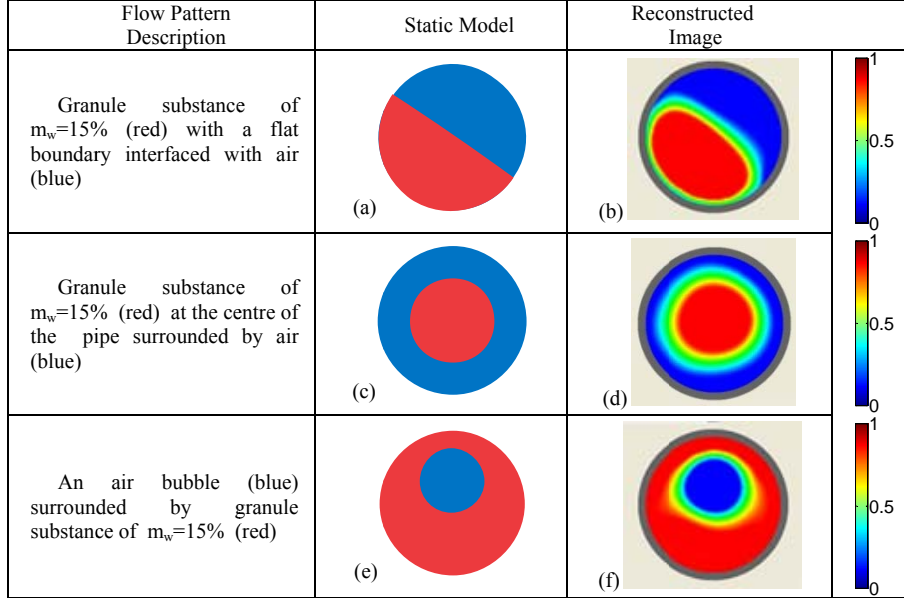 Flow Pattern
Description
Static Model
Reconstructed
Image
Granule substance of
m_w=15% (red) with a flat
boundary interfaced with air
(blue)
(a)
(b)
1
0.5
0
Granule substance of
m_w=15% (red) at the centre of
the pipe surrounded by air
(blue)
(c)
(d)
1
0.5
0
An air bubble (blue)
surrounded by granule
substance of m_w=15% (red)
(e)
(f)
1
0.5
0